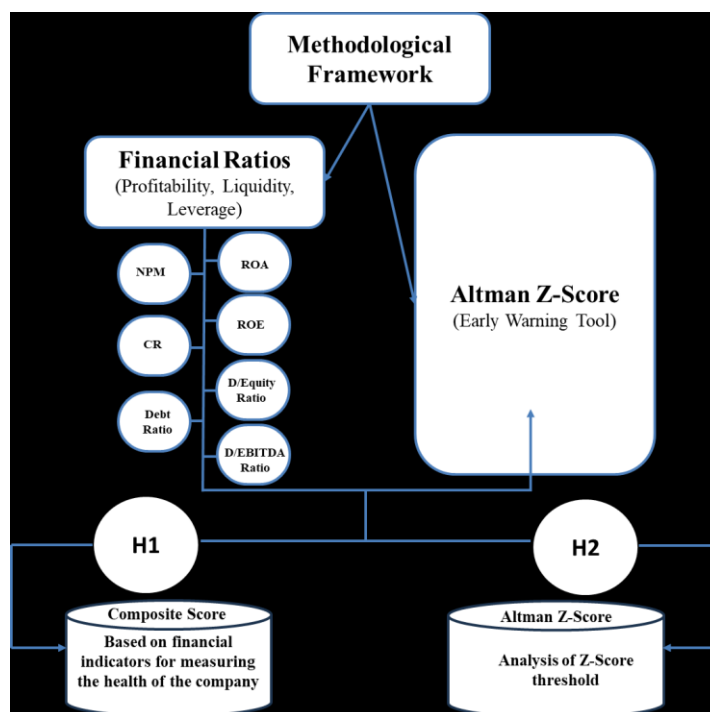 Methodological
Framework
Financial Ratios
(Profitability, Liquidity,
Leverage)
NPM
ROA
CR
ROE
Debt
Ratio
D/Equity
Ratio
D/EBITDA
Ratio
Altman Z-Score
(Early Warning Tool)
H1
H2
Composite Score
Based on financial
indicators for measuring
the health of the company
Altman Z-Score
Analysis of Z-Score
threshold